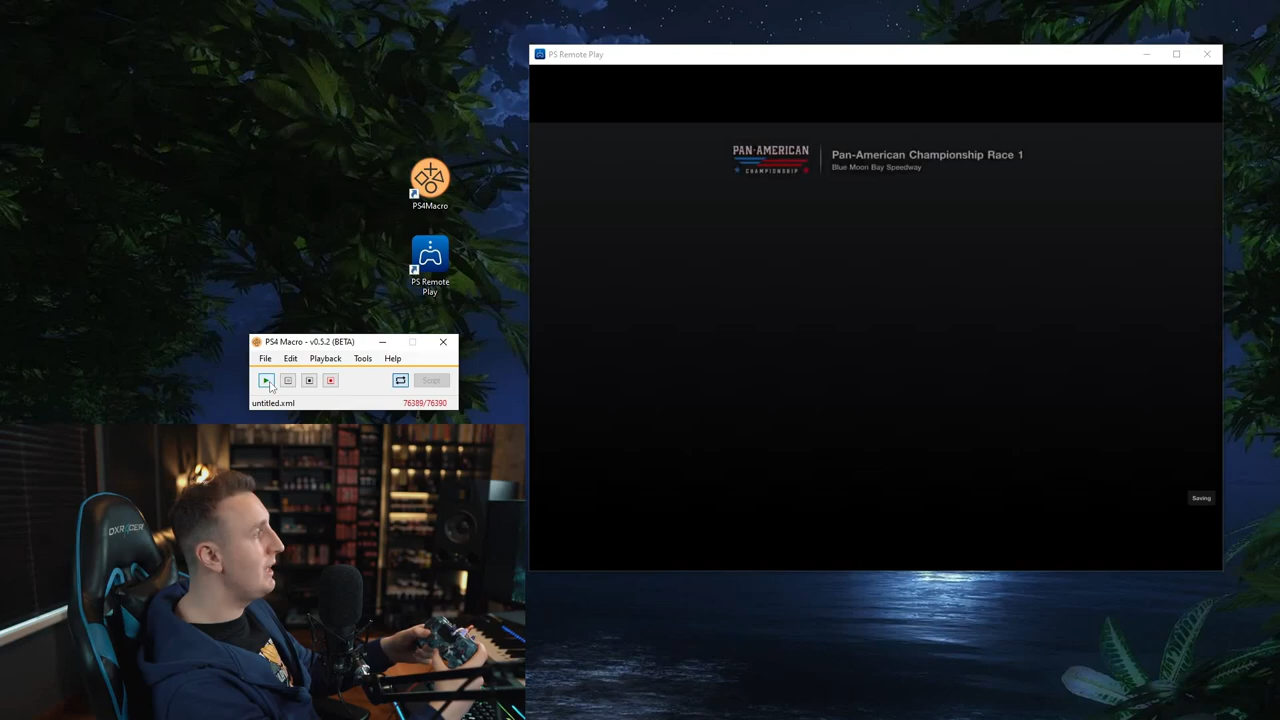 PS Remote Play
PAN-AMERICAN
CHAMPIONSHIP
Pan-American Championship Race 1
Blue Moon Bay Speedway
PS4Macro
PS Remote
Play
PS4 Macro - v0.5.2 (BETA)
File Edit Playback Tools Help
Script
untitled.xml 76389/76390
Saving
DXRACER